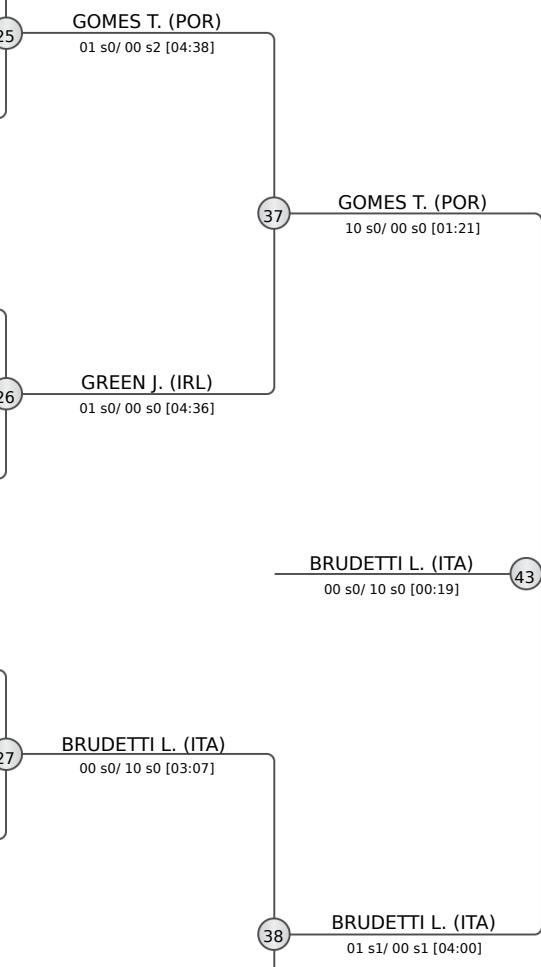 25
GOMES T. (POR)
01 s0/ 00 s2 [04:38]
GOMES T. (POR)
37
10 s0/ 00 s0 [01:21]
GREEN J. (IRL)
26
01 s0/ 00 s0 [04:36]
BRUDETTI L. (ITA)
43
00 s0/ 10 s0 [00:19]
BRUDETTI L. (ITA)
27
00 s0/ 10 s0 [03:07]
BRUDETTI L. (ITA)
38
01 s1/ 00 s1 [04:00]